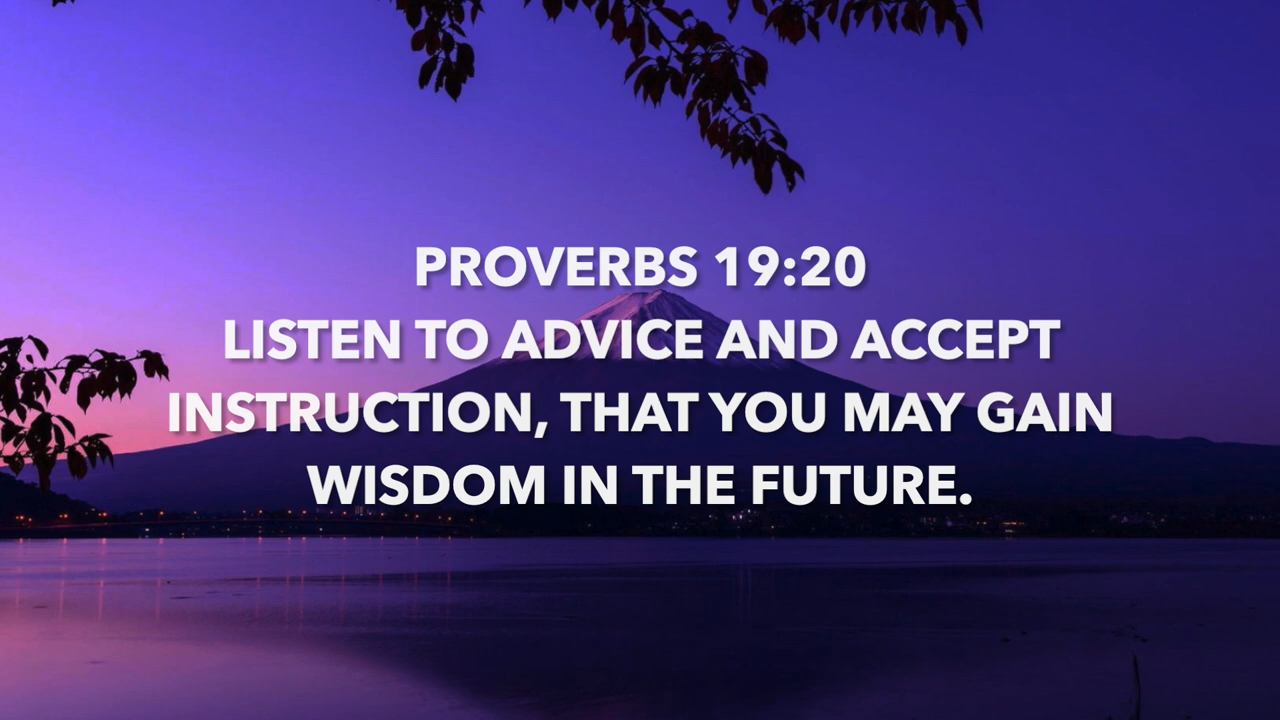 PROVERBS 19:20
LISTEN TO ADVICE AND ACCEPT
INSTRUCTION, THAT YOU MAY GAIN
WISDOM IN THE FUTURE.